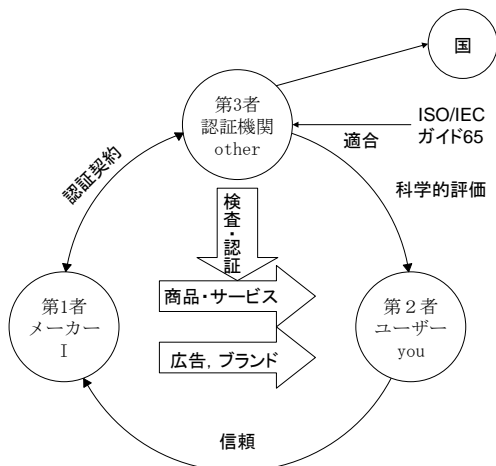 国
第3者
認証機関
other
ISO/IEC
ガイド65
適合
認証契約
科学的評価
検査・認証
第1者
メーカー
I
商品・サービス
第２者
ユーザー
you
広告，ブランド
信頼